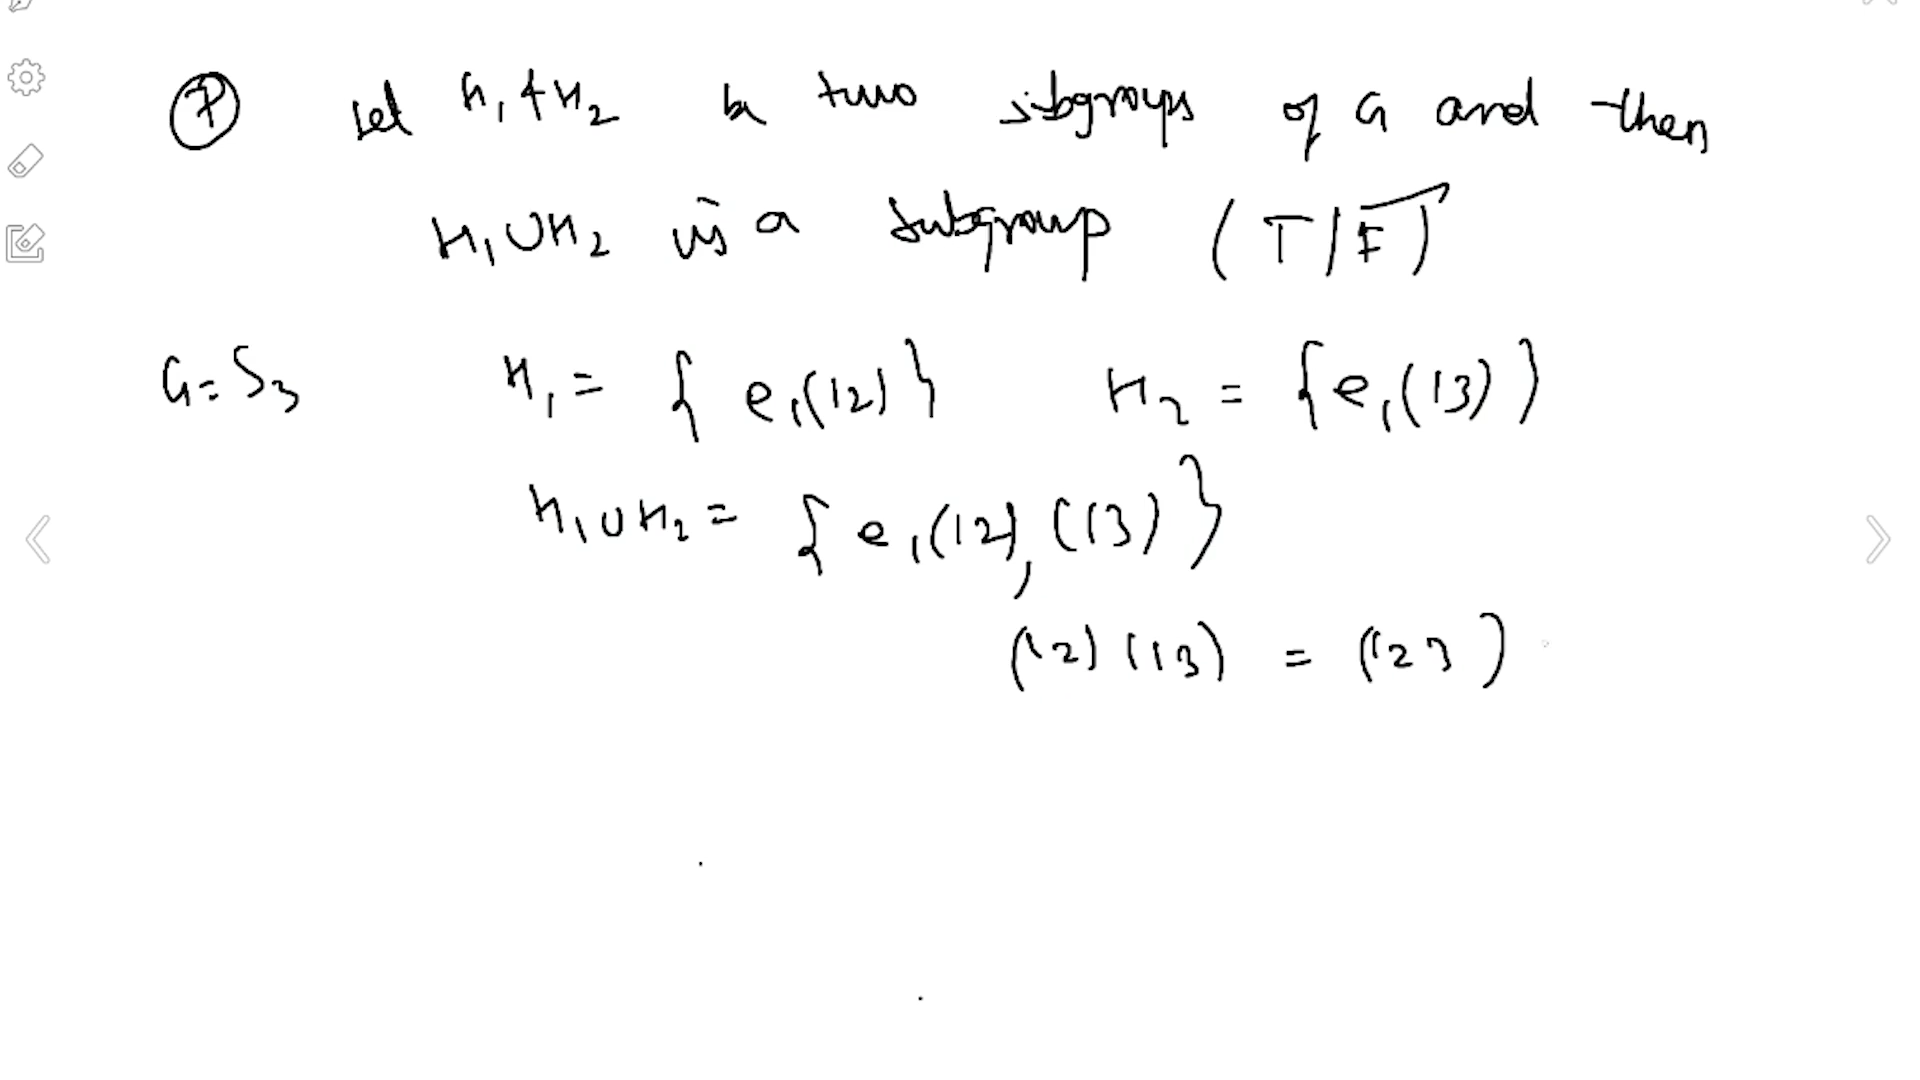 P Let H₁ & H₂ be two subgroups of G and then
H₁∪H₂ is a subgroup (T/F)
G=S₃ H₁ = {e,(12)} H₂ = {e,(13)}
H₁∪H₂ = {e,(12),(13)}
(12)(13) = (123)